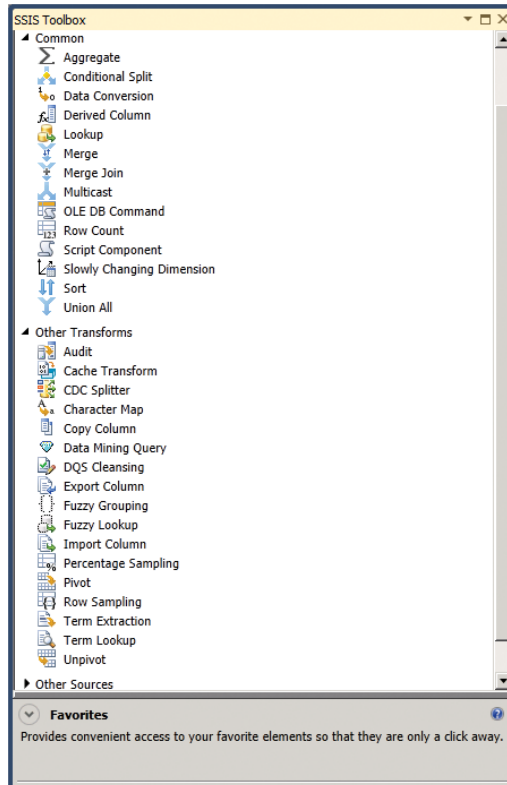 SSIS Toolbox
Common
Aggregate
Conditional Split
Data Conversion
Derived Column
Lookup
Merge
Merge Join
Multicast
OLE DB Command
Row Count
Script Component
Slowly Changing Dimension
Sort
Union All
Other Transforms
Audit
Cache Transform
CDC Splitter
Character Map
Copy Column
Data Mining Query
DQS Cleansing
Export Column
Fuzzy Grouping
Fuzzy Lookup
Import Column
Percentage Sampling
Pivot
Row Sampling
Term Extraction
Term Lookup
Unpivot
Other Sources
Favorites
Provides convenient access to your favorite elements so that they are only a click away.